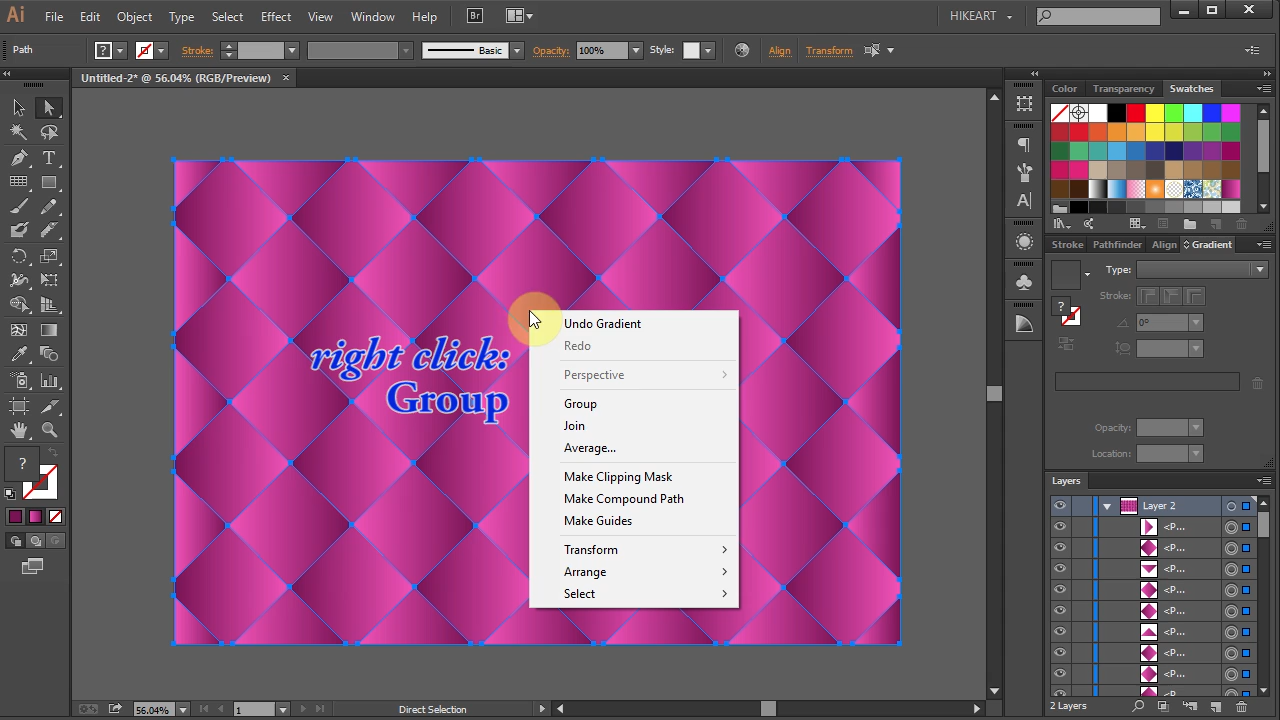 Ai File Edit Object Type Select Effect View Window Help Br HIKEART
Path ? Stroke: Basic Opacity: 100% Style: Align Transform
Untitled-2* @ 56.04% (RGB/Preview) ×
Color Transparency Swatches
Stroke Pathfinder Align Gradient
Type:
Stroke:
0°
Opacity:
Location:
right click:
Group
Undo Gradient
Redo
Perspective
Group
Join
Average...
Make Clipping Mask
Make Compound Path
Make Guides
Transform
Arrange
Select
Layers
Layer 2
<P...
<P...
<P...
<P...
<P...
<P...
<P...
<P...
2 Layers
56.04% 1 Direct Selection